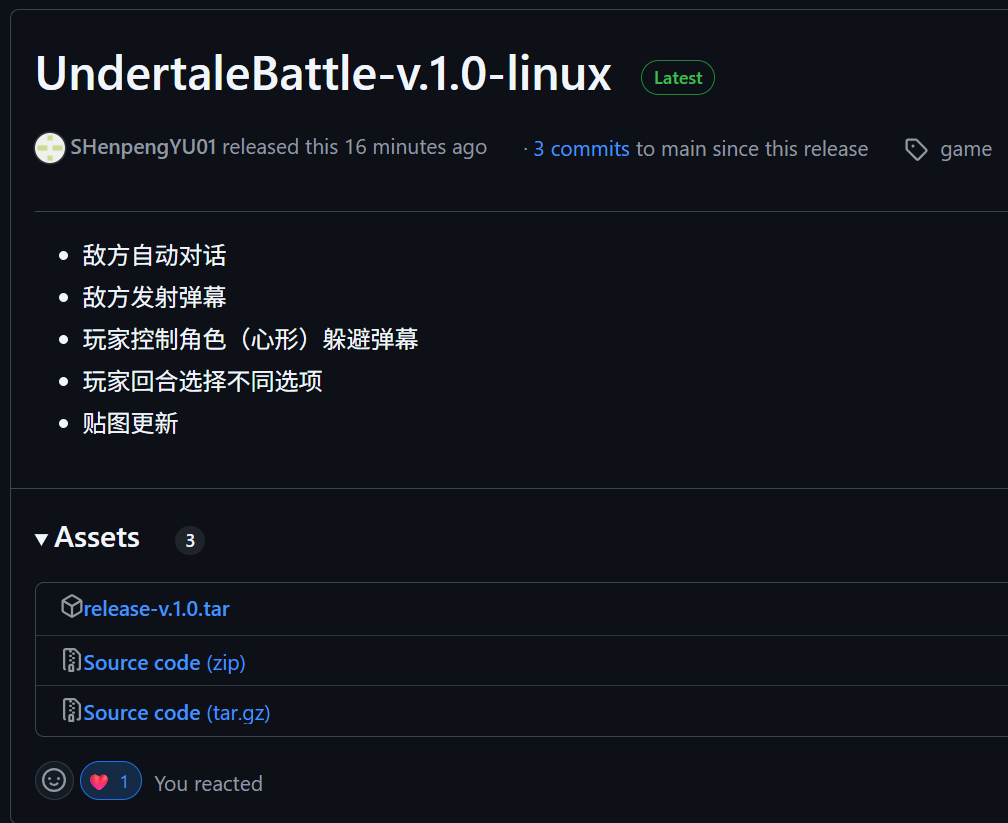 UndertaleBattle-v.1.0-linux Latest
SHenpengYU01 released this 16 minutes ago · 3 commits to main since this release game
敌方自动对话
敌方发射弹幕
玩家控制角色（心形）躲避弹幕
玩家回合选择不同选项
贴图更新
Assets 3
release-v.1.0.tar
Source code (zip)
Source code (tar.gz)
1 You reacted